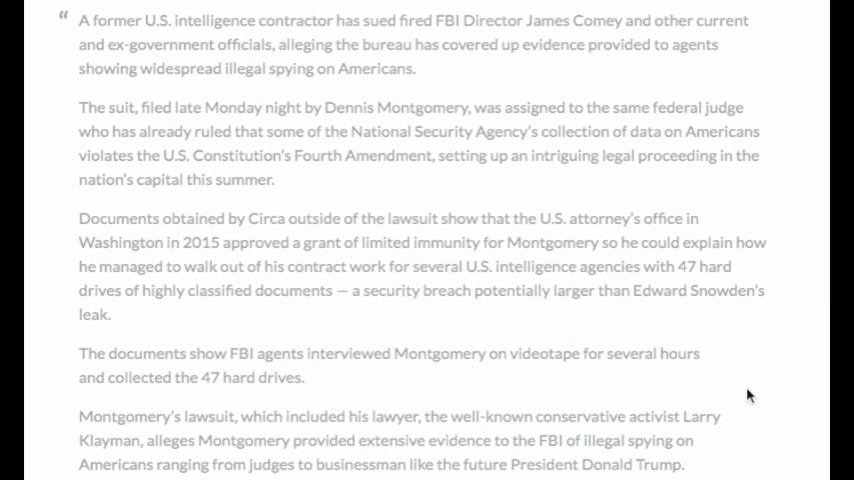 “ A former U.S. intelligence contractor has sued fired FBI Director James Comey and other current
and ex-government officials, alleging the bureau has covered up evidence provided to agents
showing widespread illegal spying on Americans.
The suit, filed late Monday night by Dennis Montgomery, was assigned to the same federal judge
who has already ruled that some of the National Security Agency’s collection of data on Americans
violates the U.S. Constitution’s Fourth Amendment, setting up an intriguing legal proceeding in the
nation’s capital this summer.
Documents obtained by Circa outside of the lawsuit show that the U.S. attorney’s office in
Washington in 2015 approved a grant of limited immunity for Montgomery so he could explain how
he managed to walk out of his contract work for several U.S. intelligence agencies with 47 hard
drives of highly classified documents — a security breach potentially larger than Edward Snowden’s
leak.
The documents show FBI agents interviewed Montgomery on videotape for several hours
and collected the 47 hard drives.
Montgomery’s lawsuit, which included his lawyer, the well-known conservative activist Larry
Klayman, alleges Montgomery provided extensive evidence to the FBI of illegal spying on
Americans ranging from judges to businessman like the future President Donald Trump.